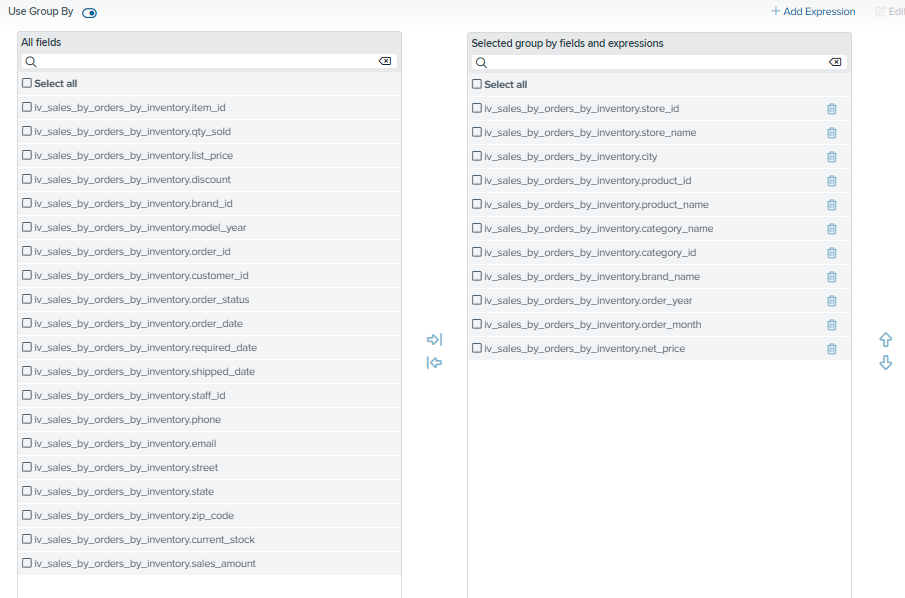 Use Group By
+ Add Expression
Edi
All fields
Select all
iv_sales_by_orders_by_inventory.item_id
iv_sales_by_orders_by_inventory.qty_sold
iv_sales_by_orders_by_inventory.list_price
iv_sales_by_orders_by_inventory.discount
iv_sales_by_orders_by_inventory.brand_id
iv_sales_by_orders_by_inventory.model_year
iv_sales_by_orders_by_inventory.order_id
iv_sales_by_orders_by_inventory.customer_id
iv_sales_by_orders_by_inventory.order_status
iv_sales_by_orders_by_inventory.order_date
iv_sales_by_orders_by_inventory.required_date
iv_sales_by_orders_by_inventory.shipped_date
iv_sales_by_orders_by_inventory.staff_id
iv_sales_by_orders_by_inventory.phone
iv_sales_by_orders_by_inventory.email
iv_sales_by_orders_by_inventory.street
iv_sales_by_orders_by_inventory.state
iv_sales_by_orders_by_inventory.zip_code
iv_sales_by_orders_by_inventory.current_stock
iv_sales_by_orders_by_inventory.sales_amount
Selected group by fields and expressions
Select all
iv_sales_by_orders_by_inventory.store_id
iv_sales_by_orders_by_inventory.store_name
iv_sales_by_orders_by_inventory.city
iv_sales_by_orders_by_inventory.product_id
iv_sales_by_orders_by_inventory.product_name
iv_sales_by_orders_by_inventory.category_name
iv_sales_by_orders_by_inventory.category_id
iv_sales_by_orders_by_inventory.brand_name
iv_sales_by_orders_by_inventory.order_year
iv_sales_by_orders_by_inventory.order_month
iv_sales_by_orders_by_inventory.net_price